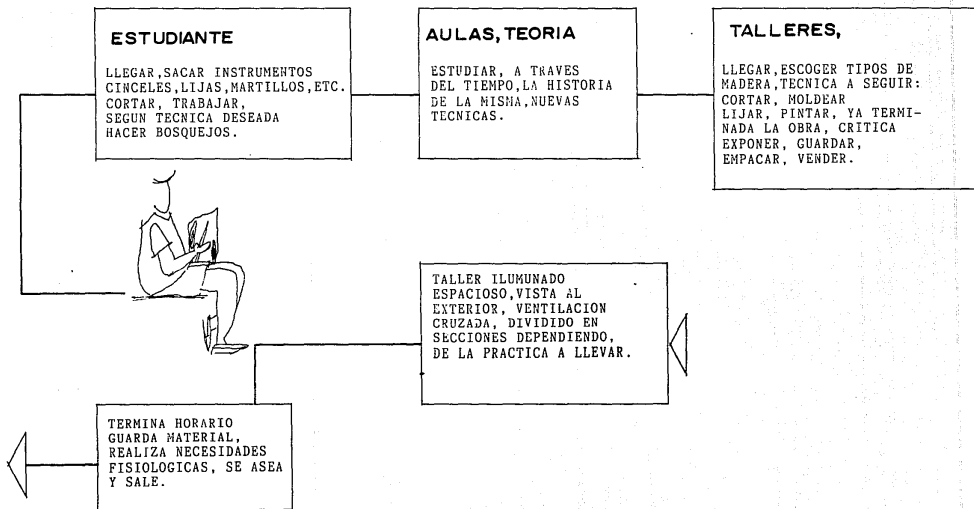 ESTUDIANTE
LLEGAR,SACAR INSTRUMENTOS
CINCELES,LIJAS,MARTILLOS,ETC.
CORTAR, TRABAJAR,
SEGUN TECNICA DESEADA
HACER BOSQUEJOS.
AULAS,TEORIA
ESTUDIAR, A TRAVES
DEL TIEMPO,LA HISTORIA
DE LA MISMA,NUEVAS
TECNICAS.
TALLERES,
LLEGAR,ESCOGER TIPOS DE
MADERA,TECNICA A SEGUIR:
CORTAR, MOLDEAR
LIJAR, PINTAR, YA TERMI-
NADA LA OBRA, CRITICA
EXPONER, GUARDAR,
EMPACAR, VENDER.
TALLER ILUMUNADO
ESPACIOSO,VISTA AL
EXTERIOR, VENTILACION
CRUZADA, DIVIDIDO EN
SECCIONES DEPENDIENDO,
DE LA PRACTICA A LLEVAR.
TERMINA HORARIO
GUARDA MATERIAL,
REALIZA NECESIDADES
FISIOLOGICAS, SE ASEA
Y SALE.